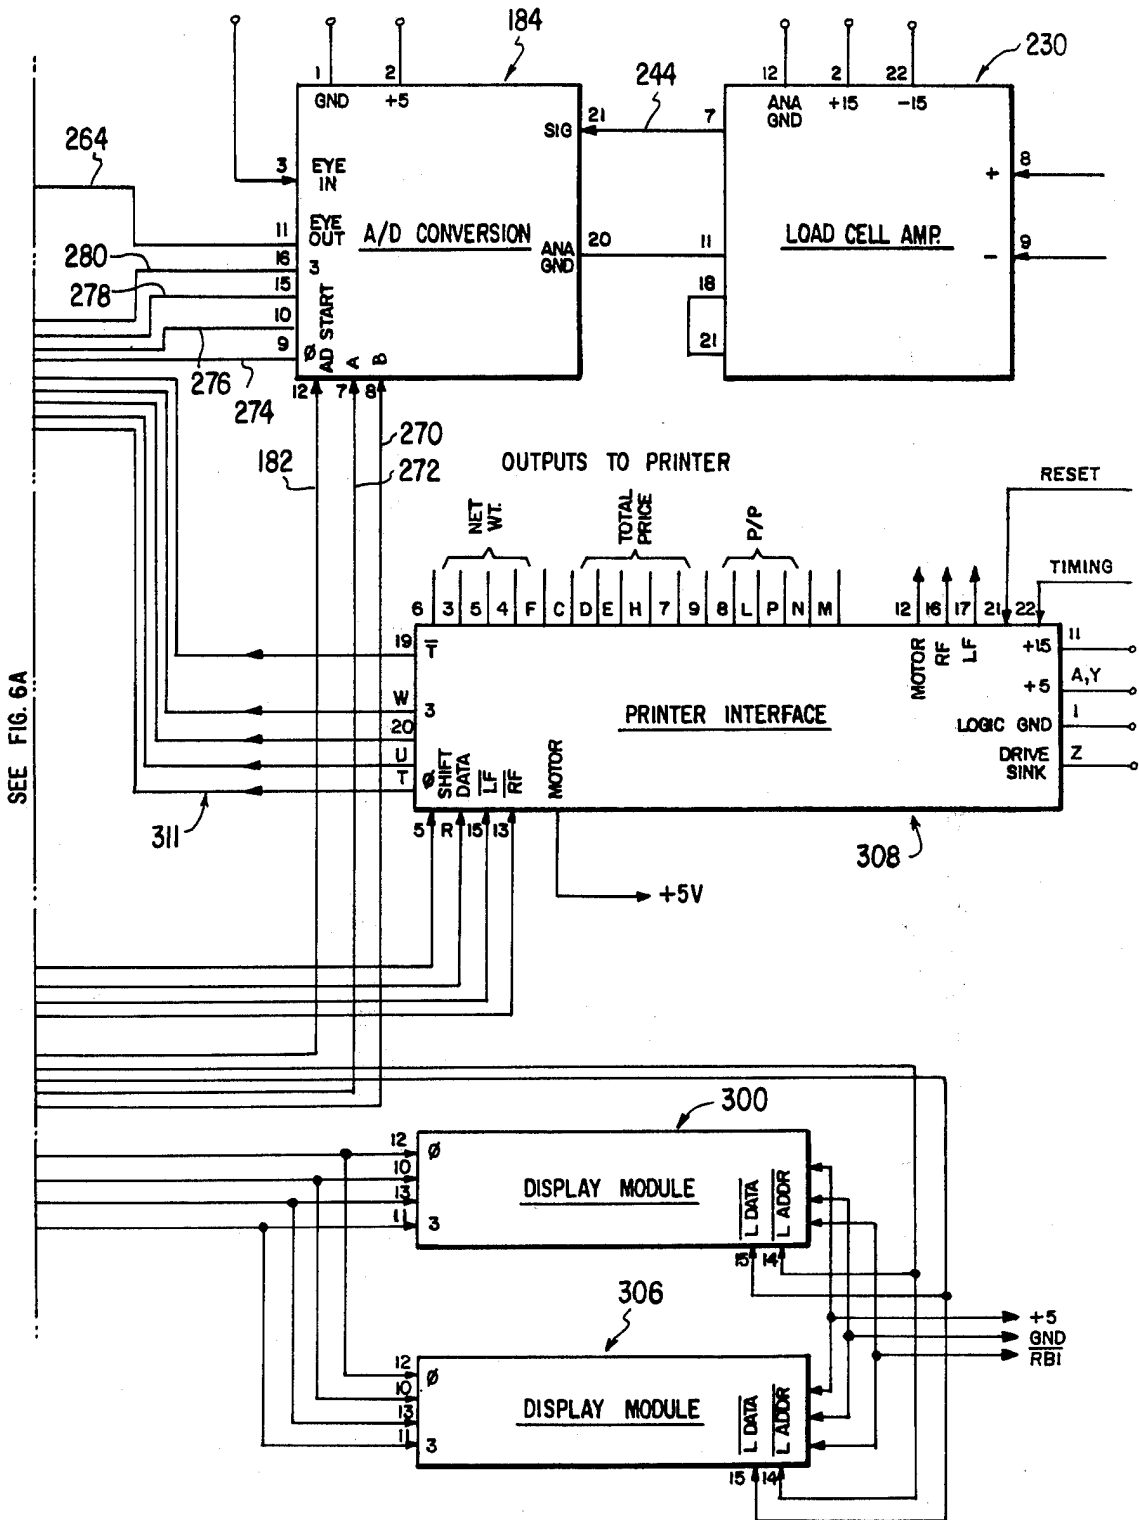 184
230
1
2
12
2
22
GND
+5
244
ANA
GND
+15
-15
264
SIG
21
7
3
EYE
IN
+
8
11
EYE
OUT
A/D CONVERSION
ANA
GND
20
11
LOAD CELL AMP.
-
9
280
16
3
278
15
18
10
AD START
21
9
Ø
A
B
276
274
12
7
8
270
182
272
OUTPUTS TO PRINTER
RESET
NET
WT.
TOTAL
PRICE
P/P
TIMING
6
3
5
4
F
C
D
E
H
7
9
8
L
P
N
M
12
16
17
21
22
19
T
MOTOR
RF
LF
+15
11
W
3
PRINTER INTERFACE
+5
A,Y
20
LOGIC GND
1
U
DRIVE
SINK
Z
T
Ø
SHIFT
DATA
LF
RF
MOTOR
SEE FIG. 6A
311
5
R
15
13
308
+5V
300
12
Ø
10
DISPLAY MODULE
L DATA
L ADDR
13
11
3
15
14
306
+5
GND
RBI
12
Ø
10
DISPLAY MODULE
L DATA
L ADDR
13
11
3
15
14